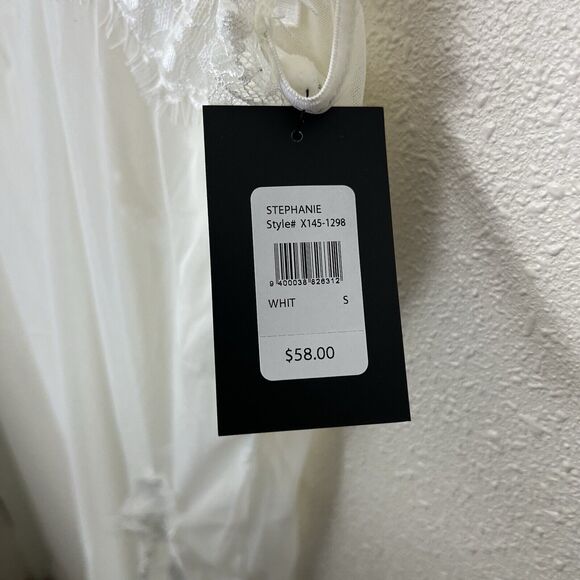 STEPHANIE
Style# X145-1298
9 400038 826312
WHIT S
$58.00